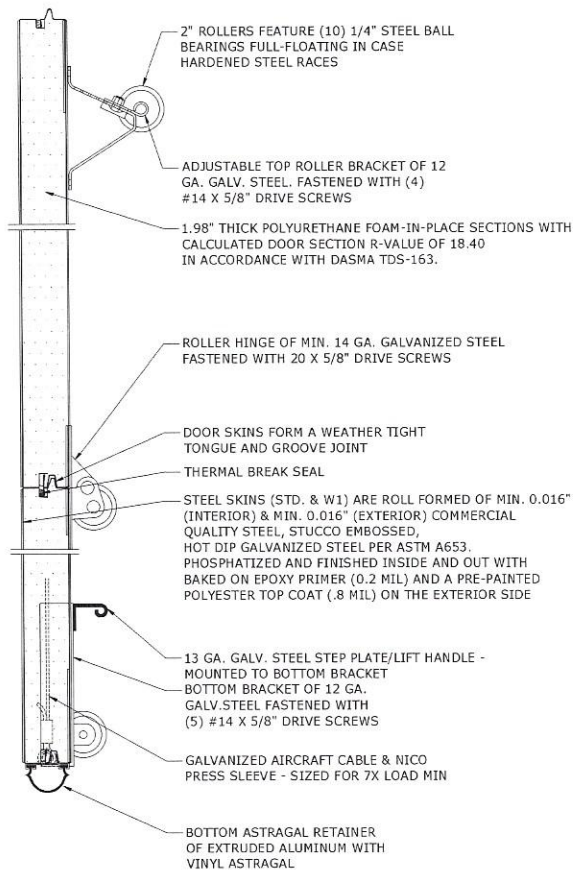 2" ROLLERS FEATURE (10) 1/4" STEEL BALL
BEARINGS FULL-FLOATING IN CASE
HARDENED STEEL RACES
ADJUSTABLE TOP ROLLER BRACKET OF 12
GA. GALV. STEEL. FASTENED WITH (4)
#14 X 5/8" DRIVE SCREWS
1.98" THICK POLYURETHANE FOAM-IN-PLACE SECTIONS WITH
CALCULATED DOOR SECTION R-VALUE OF 18.40
IN ACCORDANCE WITH DASMA TDS-163.
ROLLER HINGE OF MIN. 14 GA. GALVANIZED STEEL
FASTENED WITH 20 X 5/8" DRIVE SCREWS
DOOR SKINS FORM A WEATHER TIGHT
TONGUE AND GROOVE JOINT
THERMAL BREAK SEAL
STEEL SKINS (STD. & W1) ARE ROLL FORMED OF MIN. 0.016"
(INTERIOR) & MIN. 0.016" (EXTERIOR) COMMERCIAL
QUALITY STEEL, STUCCO EMBOSSED,
HOT DIP GALVANIZED STEEL PER ASTM A653.
PHOSPHATIZED AND FINISHED INSIDE AND OUT WITH
BAKED ON EPOXY PRIMER (0.2 MIL) AND A PRE-PAINTED
POLYESTER TOP COAT (.8 MIL) ON THE EXTERIOR SIDE
13 GA. GALV. STEEL STEP PLATE/LIFT HANDLE -
MOUNTED TO BOTTOM BRACKET
BOTTOM BRACKET OF 12 GA.
GALV.STEEL FASTENED WITH
(5) #14 X 5/8" DRIVE SCREWS
GALVANIZED AIRCRAFT CABLE & NICO
PRESS SLEEVE - SIZED FOR 7X LOAD MIN
BOTTOM ASTRAGAL RETAINER
OF EXTRUDED ALUMINUM WITH
VINYL ASTRAGAL